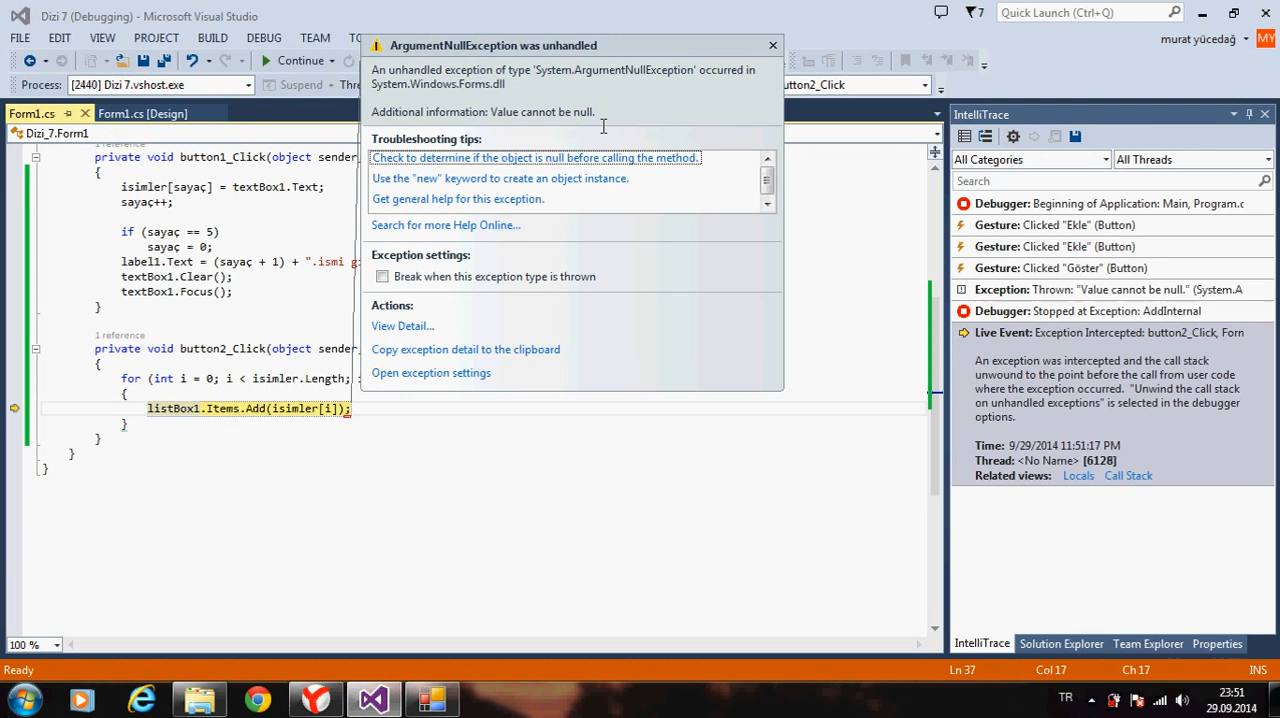 Dizi 7 (Debugging) - Microsoft Visual Studio
7
Quick Launch (Ctrl+Q)
FILE EDIT VIEW PROJECT BUILD DEBUG TEAM
murat yücedağ MY
Continue
Process: [2440] Dizi 7.vshost.exe Suspend
utton2_Click
Form1.cs Form1.cs [Design]
Dizi_7.Form1
private void button1_Click(object sender
{
isimler[sayaç] = textBox1.Text;
sayaç++;
if (sayaç == 5)
sayaç = 0;
label1.Text = (sayaç + 1) + ".ismi gi
textBox1.Clear();
textBox1.Focus();
}
1 reference
private void button2_Click(object sender
{
for (int i = 0; i < isimler.Length;
{
listBox1.Items.Add(isimler[i]);
}
}
}
}
100 %
ArgumentNullException was unhandled
An unhandled exception of type 'System.ArgumentNullException' occurred in
System.Windows.Forms.dll
Additional information: Value cannot be null.
Troubleshooting tips:
Check to determine if the object is null before calling the method.
Use the "new" keyword to create an object instance.
Get general help for this exception.
Search for more Help Online...
Exception settings:
Break when this exception type is thrown
Actions:
View Detail...
Copy exception detail to the clipboard
Open exception settings
IntelliTrace
All Categories All Threads
Search
Debugger: Beginning of Application: Main, Program.c
Gesture: Clicked "Ekle" (Button)
Gesture: Clicked "Ekle" (Button)
Gesture: Clicked "Göster" (Button)
Exception: Thrown: "Value cannot be null." (System.A
Debugger: Stopped at Exception: AddInternal
Live Event: Exception Intercepted: button2_Click, Forn
An exception was intercepted and the call stack
unwound to the point before the call from user code
where the exception occurred. "Unwind the call stack
on unhandled exceptions" is selected in the debugger
options.
Time: 9/29/2014 11:51:17 PM
Thread: <No Name> [6128]
Related views: Locals Call Stack
IntelliTrace Solution Explorer Team Explorer Properties
Ready Ln 37 Col 17 Ch 17 INS
TR 23:51
29.09.2014